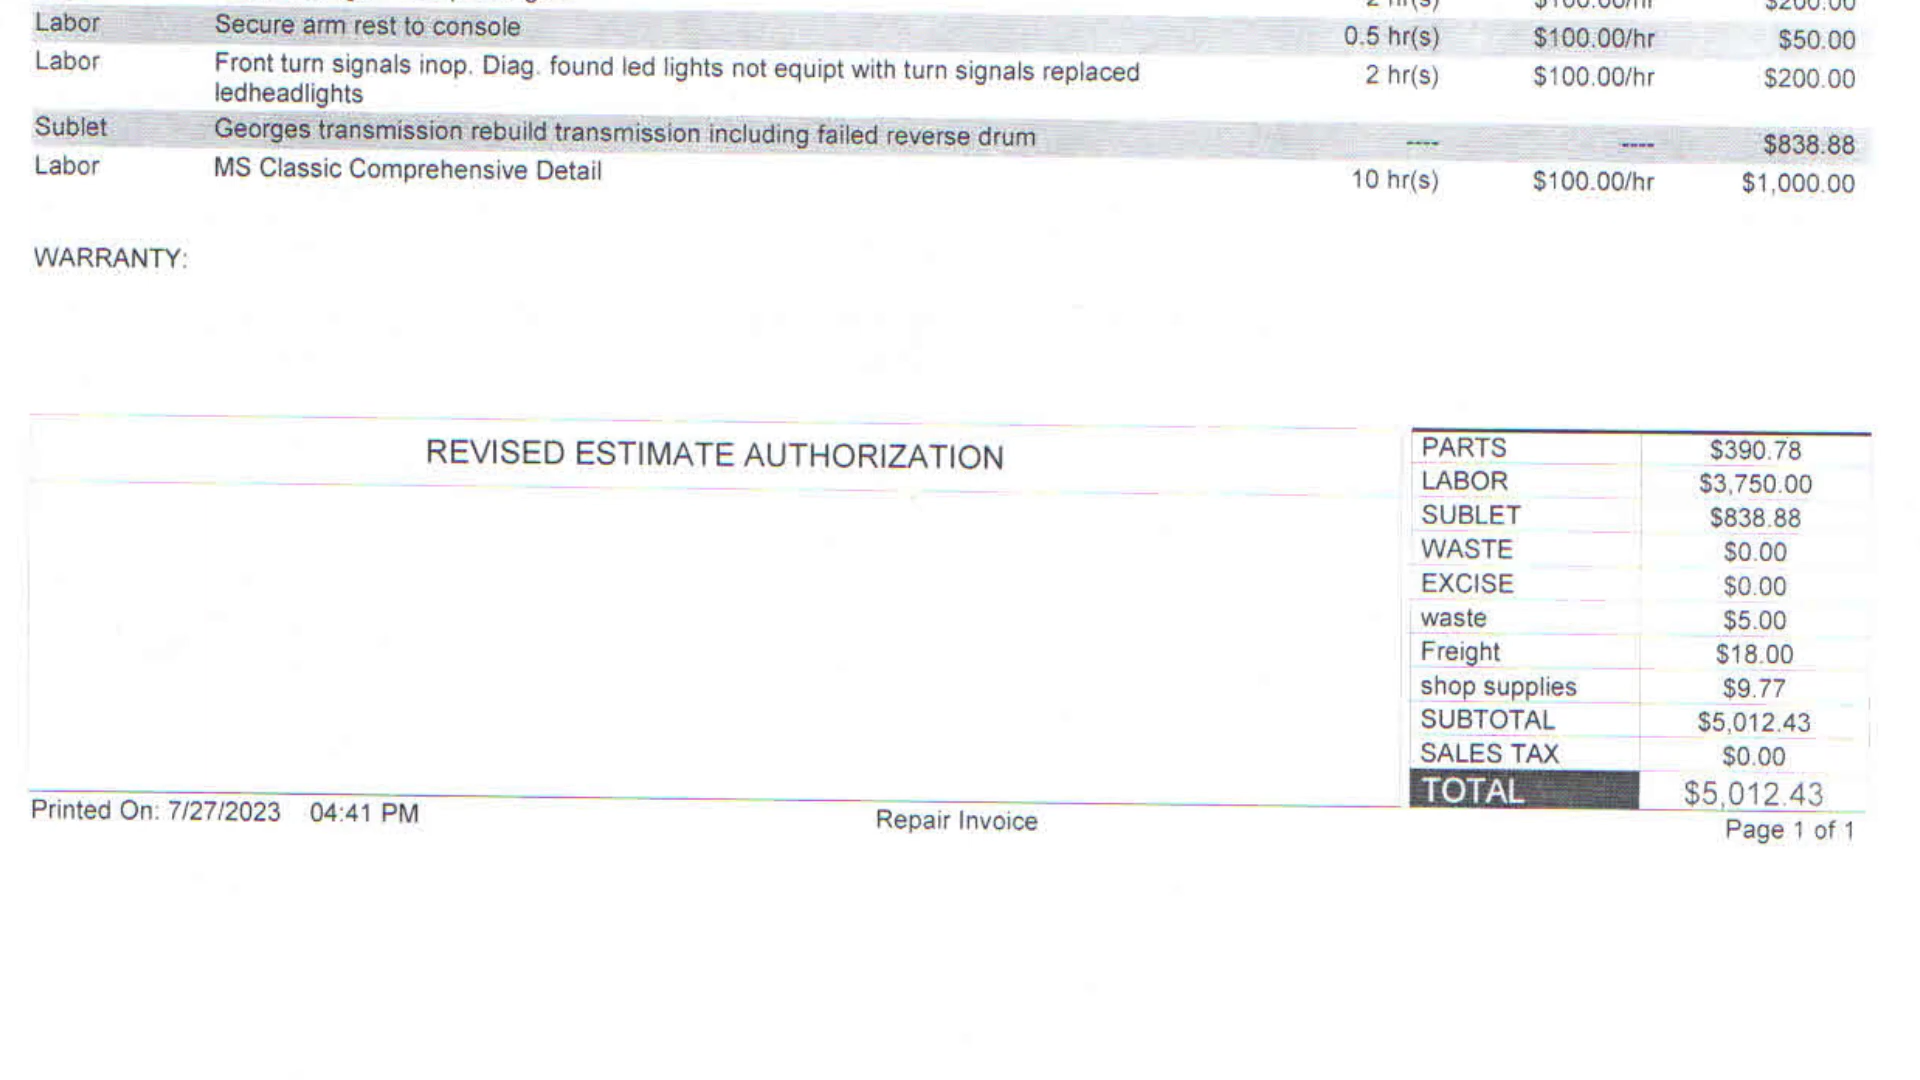 Labor Secure arm rest to console 0.5 hr(s) $100.00/hr $50.00
Labor Front turn signals inop. Diag. found led lights not equipt with turn signals replaced 2 hr(s) $100.00/hr $200.00
ledheadlights
Sublet Georges transmission rebuild transmission including failed reverse drum ---- ---- $838.88
Labor MS Classic Comprehensive Detail 10 hr(s) $100.00/hr $1,000.00
WARRANTY:
REVISED ESTIMATE AUTHORIZATION
PARTS $390.78
LABOR $3,750.00
SUBLET $838.88
WASTE $0.00
EXCISE $0.00
waste $5.00
Freight $18.00
shop supplies $9.77
SUBTOTAL $5,012.43
SALES TAX $0.00
TOTAL $5,012.43
Printed On: 7/27/2023 04:41 PM Repair Invoice Page 1 of 1